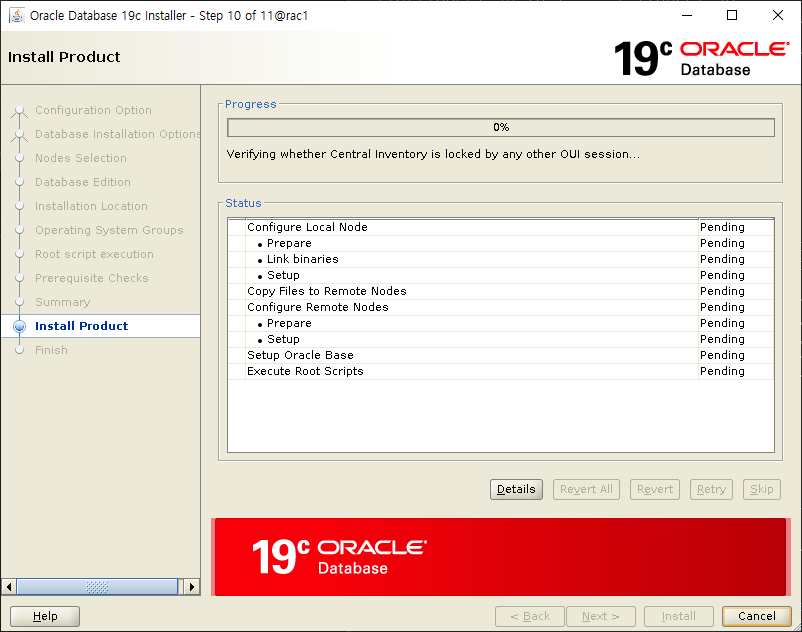 Oracle Database 19c Installer - Step 10 of 11@rac1
Install Product
19c ORACLE
Database
Configuration Option
Database Installation Options
Nodes Selection
Database Edition
Installation Location
Operating System Groups
Root script execution
Prerequisite Checks
Summary
Install Product
Finish
Progress
0%
Verifying whether Central Inventory is locked by any other OUI session...
Status
Configure Local Node Pending
• Prepare Pending
• Link binaries Pending
• Setup Pending
Copy Files to Remote Nodes Pending
Configure Remote Nodes Pending
• Prepare Pending
• Setup Pending
Setup Oracle Base Pending
Execute Root Scripts Pending
Details Revert All Revert Retry Skip
19c ORACLE
Database
Help < Back Next > Install Cancel